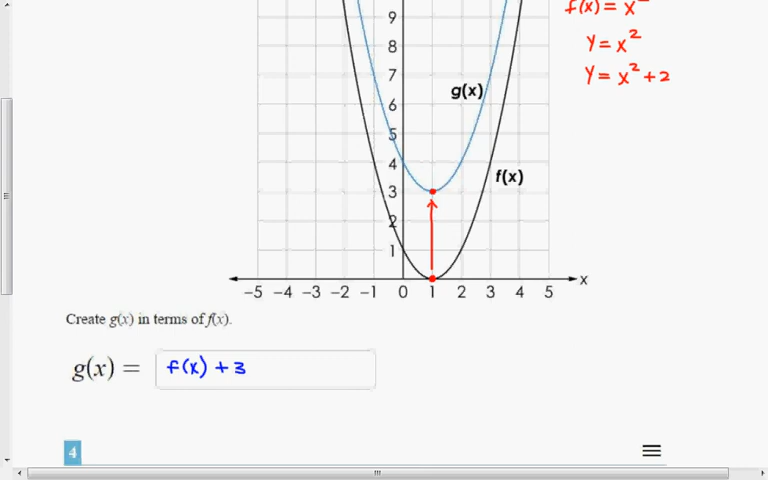 f(x) = x²
9
8
y = x²
7
y = x² + 2
g(x)
6
5
4
f(x)
3
2
1
x
−5 −4 −3 −2 −1 0 1 2 3 4 5
Create g(x) in terms of f(x).
g(x) = f(x) + 3
4